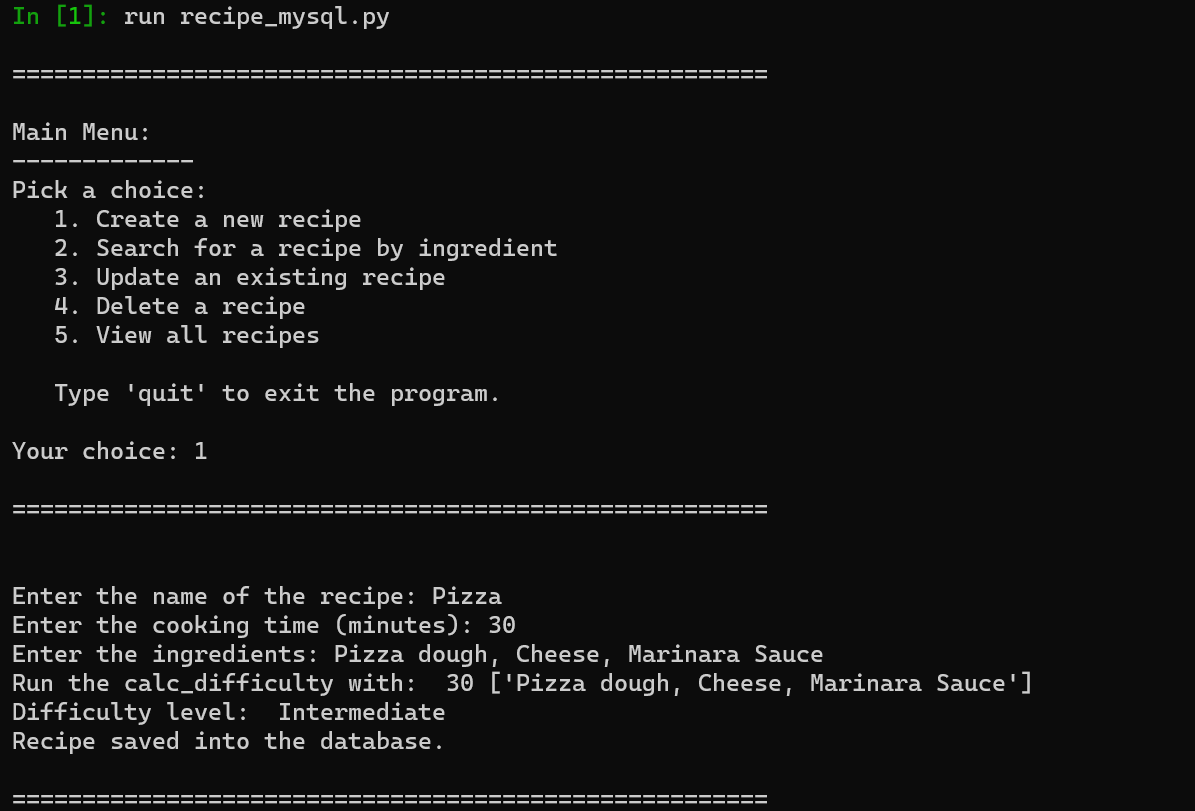 In [1]: run recipe_mysql.py
======================================================
Main Menu:
-------------
Pick a choice:
   1. Create a new recipe
   2. Search for a recipe by ingredient
   3. Update an existing recipe
   4. Delete a recipe
   5. View all recipes
   Type 'quit' to exit the program.
Your choice: 1
======================================================
Enter the name of the recipe: Pizza
Enter the cooking time (minutes): 30
Enter the ingredients: Pizza dough, Cheese, Marinara Sauce
Run the calc_difficulty with:  30 ['Pizza dough, Cheese, Marinara Sauce']
Difficulty level:  Intermediate
Recipe saved into the database.
======================================================